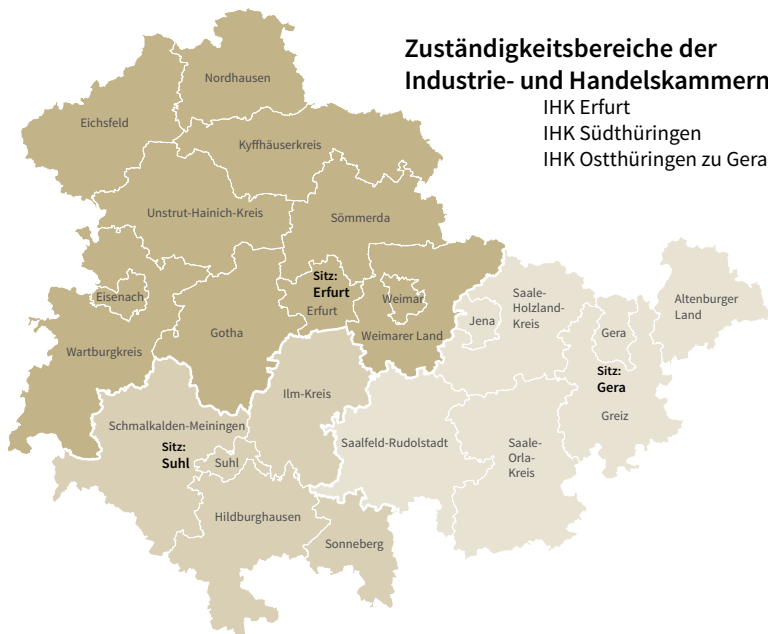 Zuständigkeitsbereiche der
Industrie- und Handelskammern
IHK Erfurt
IHK Südthüringen
IHK Ostthüringen zu Gera
Nordhausen
Eichsfeld
Kyffhäuserkreis
Unstrut-Hainich-Kreis
Sömmerda
Sitz:
Erfurt
Erfurt
Eisenach
Weimar
Gotha
Weimarer Land
Wartburgkreis
Saale-
Holzland-
Kreis
Jena
Altenburger
Land
Gera
Sitz:
Gera
Greiz
Ilm-Kreis
Schmalkalden-Meiningen
Sitz:
Suhl
Suhl
Saalfeld-Rudolstadt
Saale-
Orla-
Kreis
Hildburghausen
Sonneberg